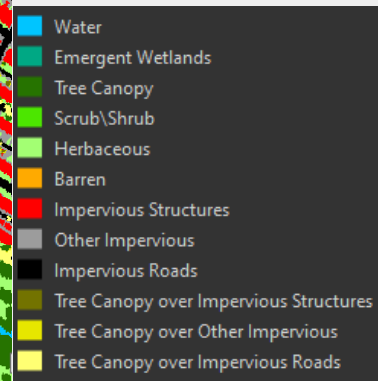 Water
Emergent Wetlands
Tree Canopy
Scrub\Shrub
Herbaceous
Barren
Impervious Structures
Other Impervious
Impervious Roads
Tree Canopy over Impervious Structures
Tree Canopy over Other Impervious
Tree Canopy over Impervious Roads